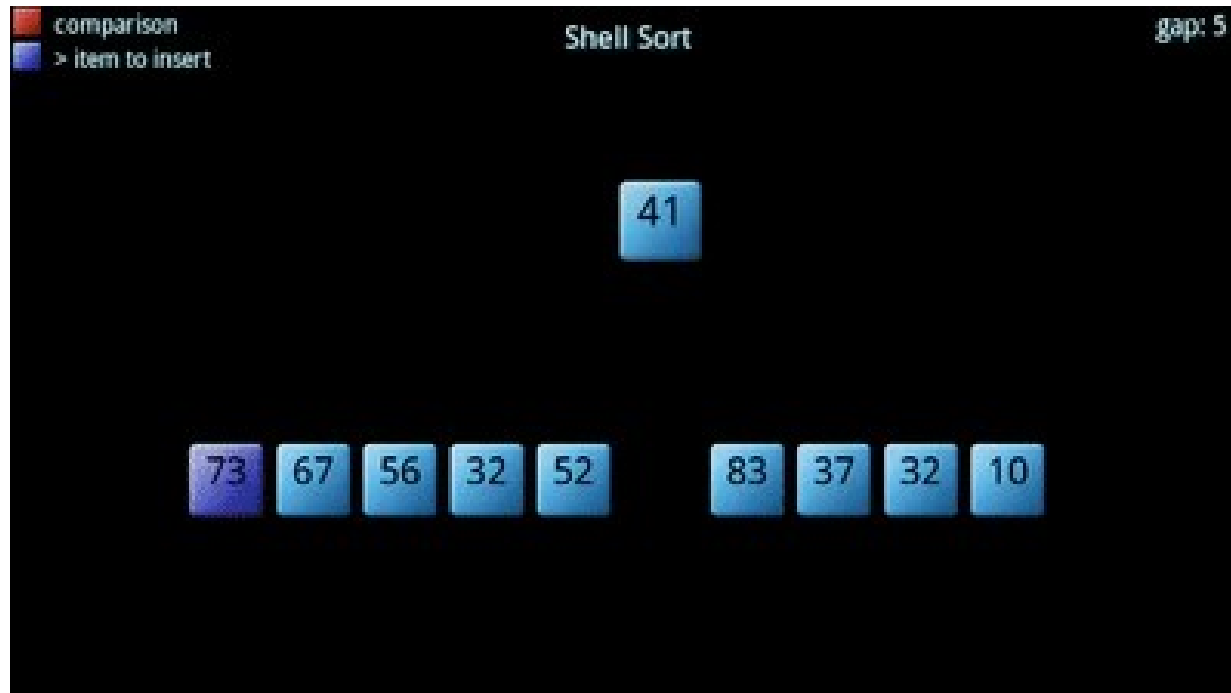 comparison
Shell Sort
gap: 5
> item to insert
41
73 67 56 32 52 83 37 32 10